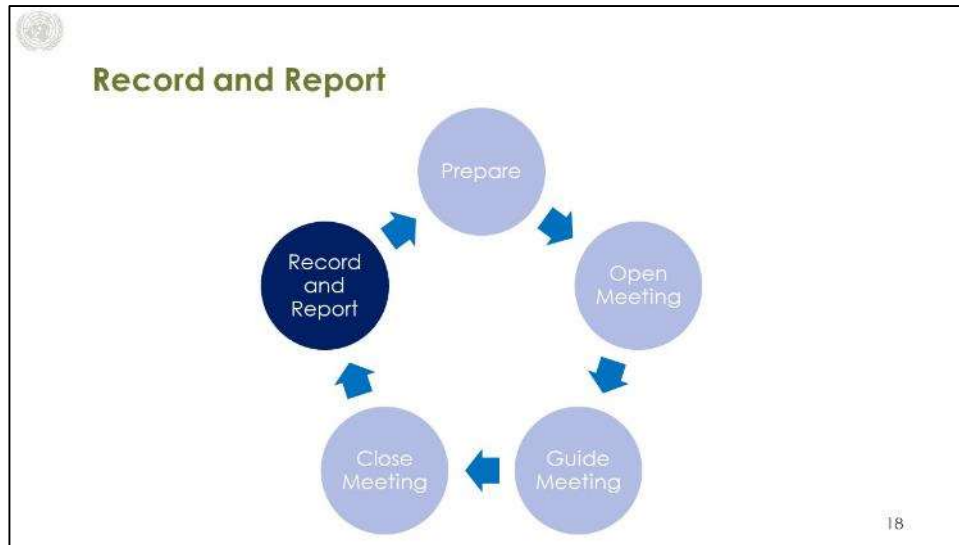 Record and Report
Prepare
Open
Meeting
Guide
Meeting
Close
Meeting
Record
and
Report
18